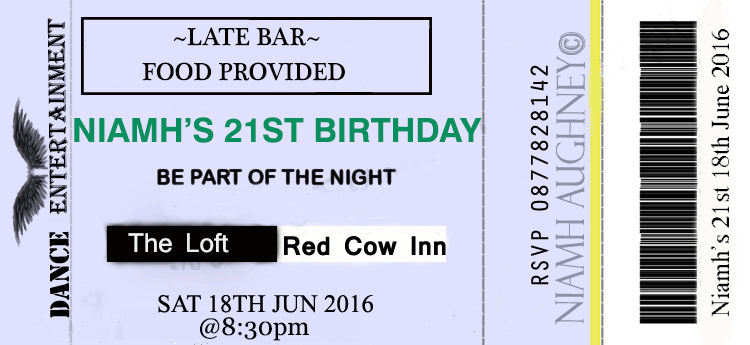 DANCE ENTERTAINMENT
~LATE BAR~
FOOD PROVIDED
NIAMH'S 21ST BIRTHDAY
BE PART OF THE NIGHT
The Loft Red Cow Inn
SAT 18TH JUN 2016
@8:30pm
RSVP 0877828142
NIAMH AUGHNEY©
Niamh's 21st 18th June 2016